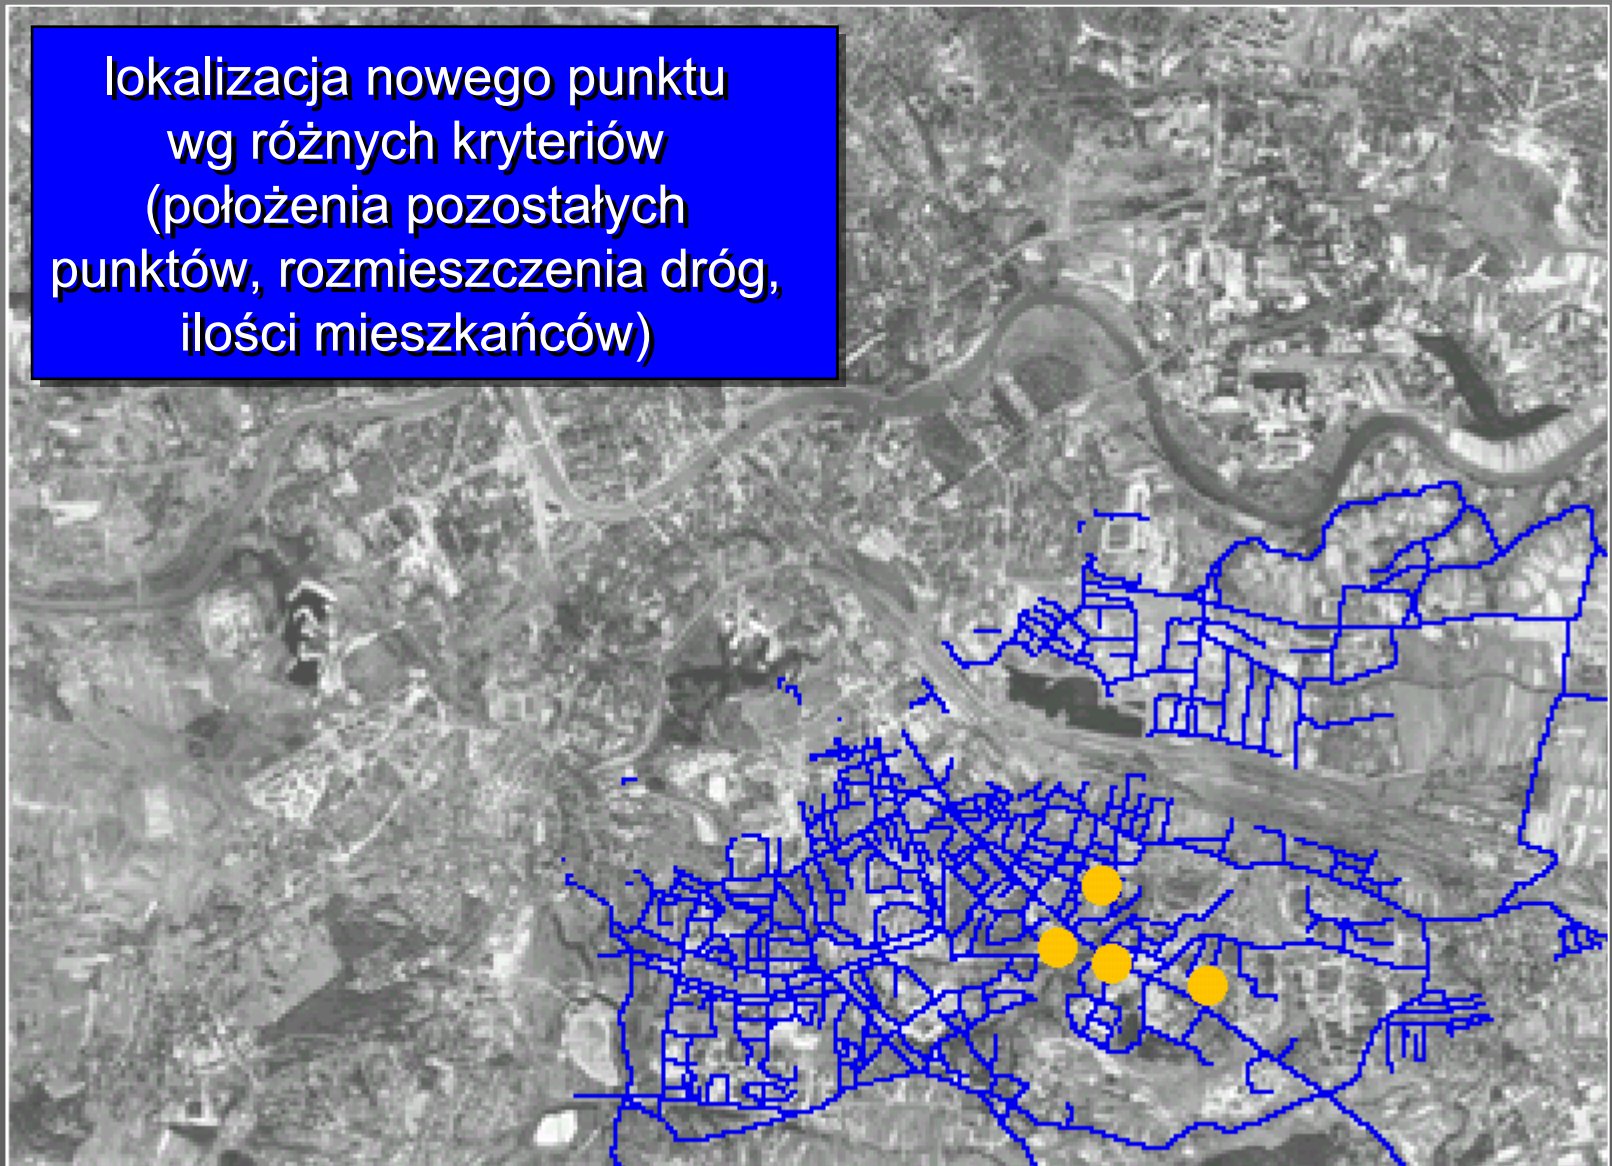 lokalizacja nowego punktu
wg różnych kryteriów
(położenia pozostałych
punktów, rozmieszczenia dróg,
ilości mieszkańców)